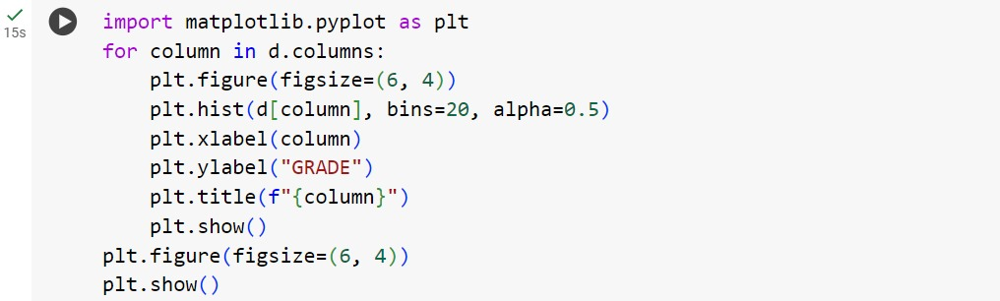 import matplotlib.pyplot as plt
15s
for column in d.columns:
    plt.figure(figsize=(6, 4))
    plt.hist(d[column], bins=20, alpha=0.5)
    plt.xlabel(column)
    plt.ylabel("GRADE")
    plt.title(f"{column}")
    plt.show()
plt.figure(figsize=(6, 4))
plt.show()